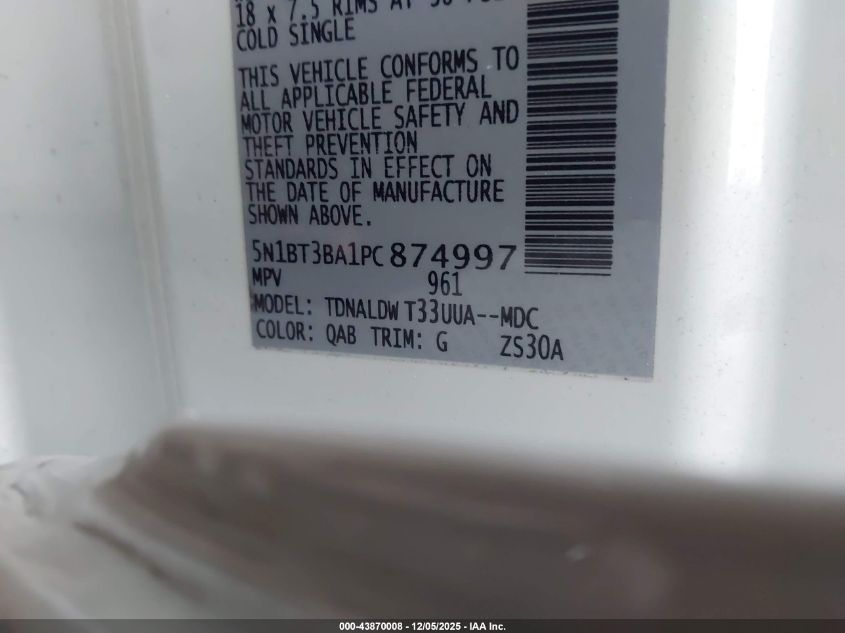 18 x 7.5 RIMS AT
COLD SINGLE
THIS VEHICLE CONFORMS TO
ALL APPLICABLE FEDERAL
MOTOR VEHICLE SAFETY AND
THEFT PREVENTION
STANDARDS IN EFFECT ON
THE DATE OF MANUFACTURE
SHOWN ABOVE.
5N1BT3BA1PC874997
MPV 961
MODEL: TDNALDW T33UUA--MDC
COLOR: QAB TRIM: G ZS30A
000-43870008 - 12/05/2025 - IAA Inc.